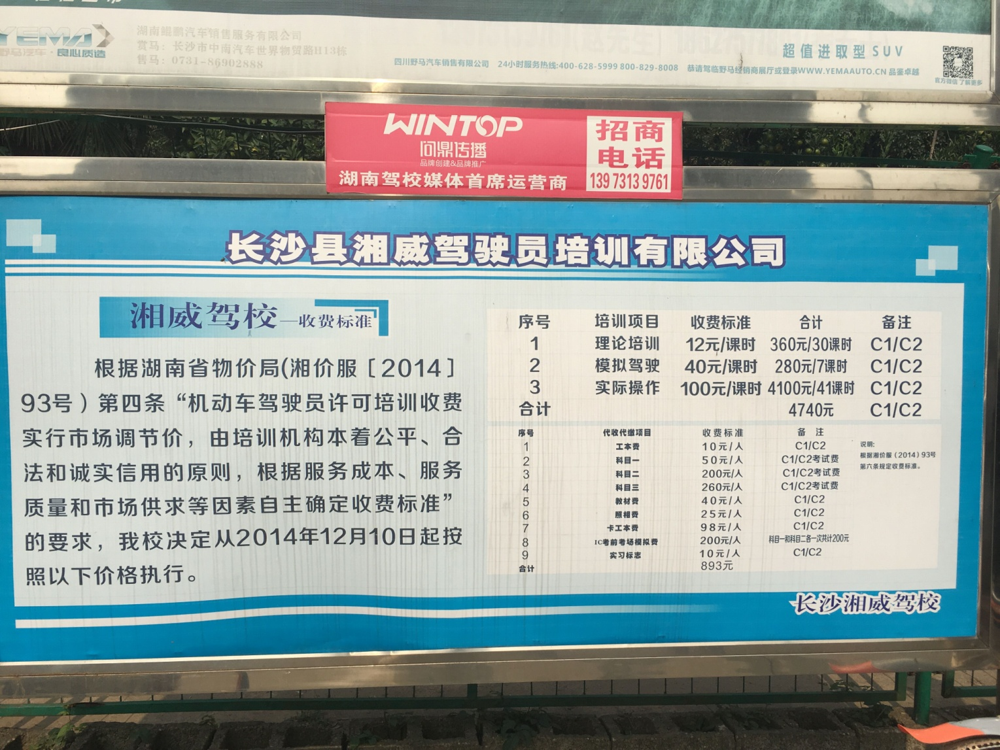 YEMA
野马汽车·良心质造
湖南鲲鹏汽车销售服务有限公司
赏马：长沙市中南汽车世界物贸路H13栋
售马：0731-86902888
超值进取型SUV
四川野马汽车销售有限公司 24小时服务热线:400-628-5999 800-829-8008 恭请驾临野马经销商展厅或登录WWW.YEMAAUTO.CN 品鉴卓越
官方微信 了解更多
WINTOP
问鼎传播
品牌创建&品牌推广
湖南驾校媒体首席运营商
招商
电话
139 7313 9761
长沙县湘威驾驶员培训有限公司
湘威驾校—收费标准
根据湖南省物价局(湘价服〔2014〕
93号）第四条“机动车驾驶员许可培训收费
实行市场调节价，由培训机构本着公平、合
法和诚实信用的原则，根据服务成本、服务
质量和市场供求等因素自主确定收费标准”
的要求，我校决定从2014年12月10日起按
照以下价格执行。
序号 培训项目 收费标准 合计 备注
1 理论培训 12元/课时 360元/30课时 C1/C2
2 模拟驾驶 40元/课时 280元/7课时 C1/C2
3 实际操作 100元/课时 4100元/41课时 C1/C2
合计 4740元 C1/C2
序号 代收代缴项目 收费标准 备 注
1 工本费 10元/人 C1/C2
2 科目一 50元/人 C1/C2考试费
3 科目二 200元/人 C1/C2考试费
4 科目三 260元/人 C1/C2考试费
5 教材费 40元/人 C1/C2
6 照相费 25元/人 C1/C2
7 卡工本费 98元/人 C1/C2
8 IC考前考场模拟费 200元/人 科目一和科目二各一次共计200元
9 实习标志 10元/人 C1/C2
合计 893元
说明:
根据湘价服（2014）93号
第六条规定收费标准。
长沙湘威驾校